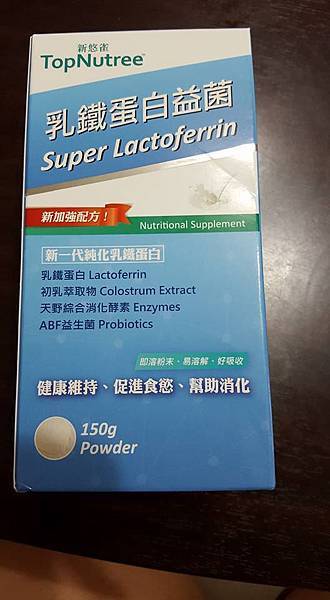 新悠雀
TopNutree™
乳鐵蛋白益菌
Super Lactoferrin
新加強配方！
Nutritional Supplement
新一代純化乳鐵蛋白
乳鐵蛋白 Lactoferrin
初乳萃取物 Colostrum Extract
天野綜合消化酵素 Enzymes
ABF益生菌 Probiotics
即溶粉末、易溶解、好吸收
健康維持、促進食慾、幫助消化
150g
Powder